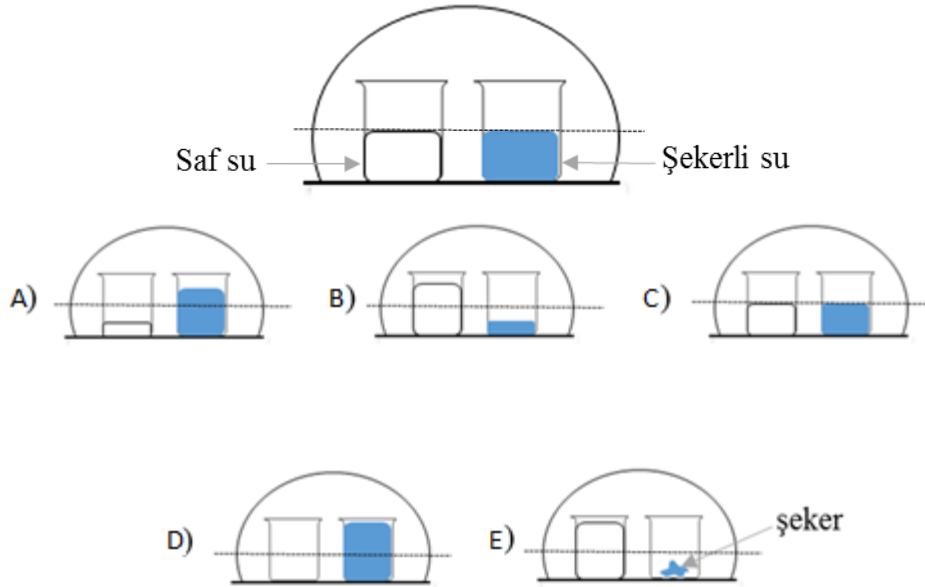 Saf su
Şekerli su
A)
B)
C)
D)
E)
şeker